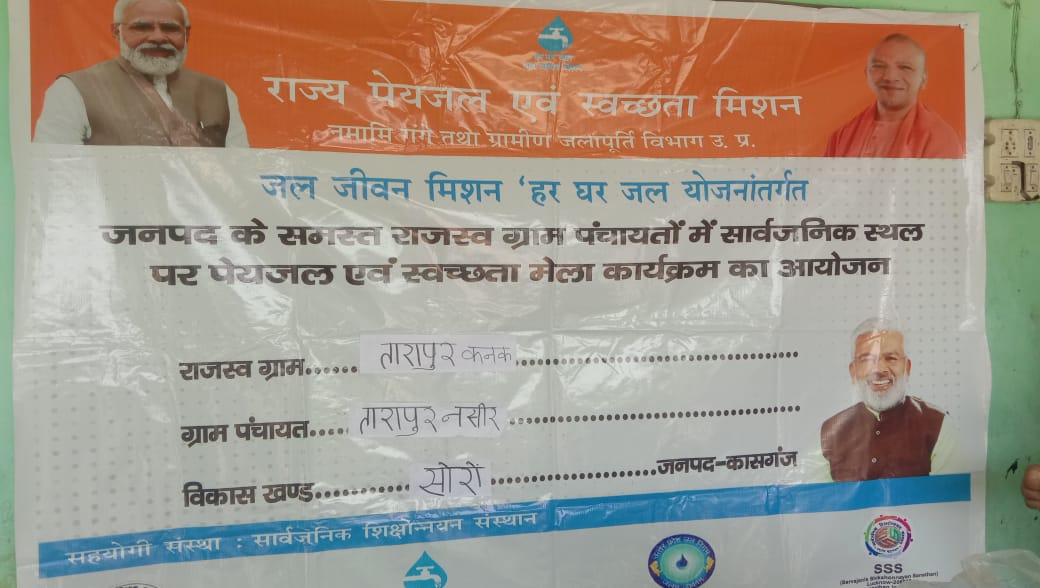 राज्य पेयजल एवं स्वच्छता मिशन
नमामि गंगे तथा ग्रामीण जलापूर्ति विभाग उ. प्र.
जल जीवन मिशन 'हर घर जल योजनांतर्गत
जनपद के समस्त राजस्व ग्राम पंचायतों में सार्वजनिक स्थल
पर पेयजल एवं स्वच्छता मेला कार्यक्रम का आयोजन
राजस्व ग्राम...... तारापुर कनक......................................
ग्राम पंचायत..... तारापुर नसीर......................................
विकास खण्ड........... सोरों .....................जनपद-कासगंज
सहयोगी संस्था : सार्वजनिक शिक्षोन्नयन संस्थान
SSS